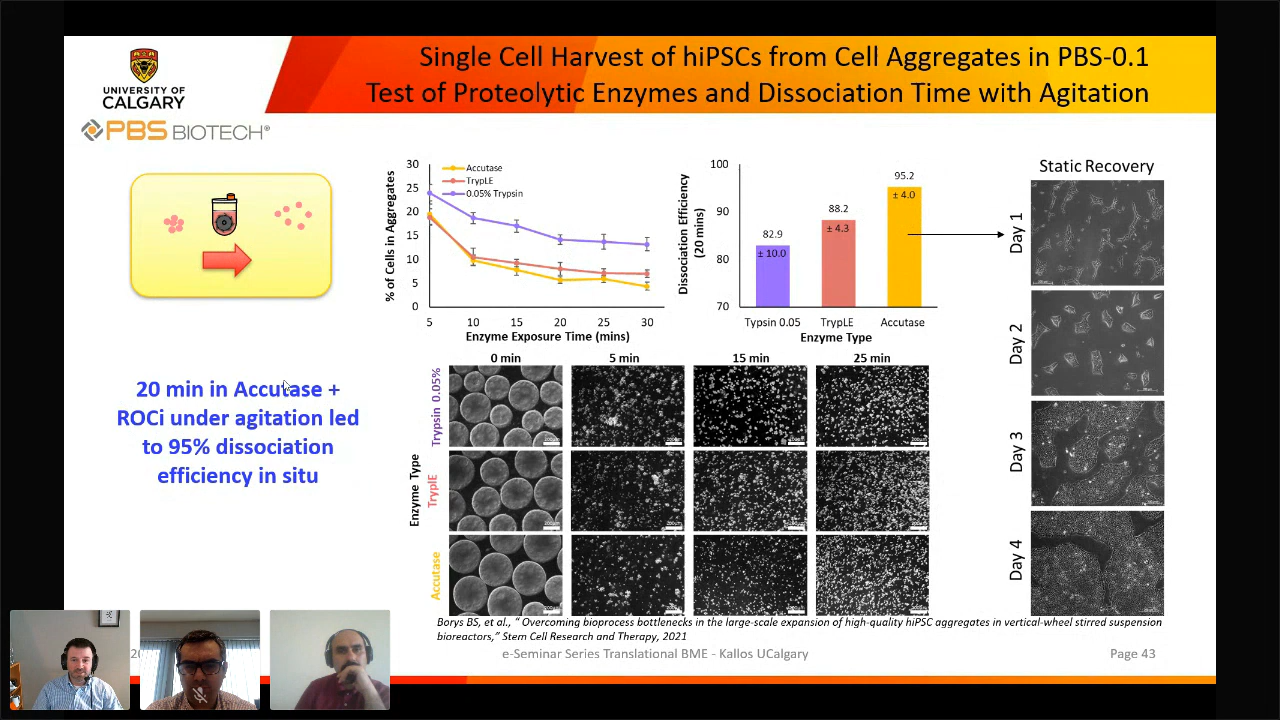 Single Cell Harvest of hiPSCs from Cell Aggregates in PBS-0.1
Test of Proteolytic Enzymes and Dissociation Time with Agitation
UNIVERSITY OF
CALGARY
PBS BIOTECH®
20 min in Accutase +
ROCi under agitation led
to 95% dissociation
efficiency in situ
% of Cells in Aggregates
30
25
20
15
10
5
0
Accutase
TrypLE
0.05% Trypsin
5 10 15 20 25 30
Enzyme Exposure Time (mins)
Dissociation Efficiency
(20 mins)
100
90
80
70
82.9
± 10.0
88.2
± 4.3
95.2
± 4.0
Typsin 0.05 TrypLE Accutase
Enzyme Type
Static Recovery
Day 1
Day 2
Day 3
Day 4
0 min 5 min 15 min 25 min
Enzyme Type
Trypsin 0.05%
TryplE
Accutase
Borys BS, et al., “ Overcoming bioprocess bottlenecks in the large-scale expansion of high-quality hiPSC aggregates in vertical-wheel stirred suspension
bioreactors,” Stem Cell Research and Therapy, 2021
e-Seminar Series Translational BME - Kallos UCalgary
Page 43